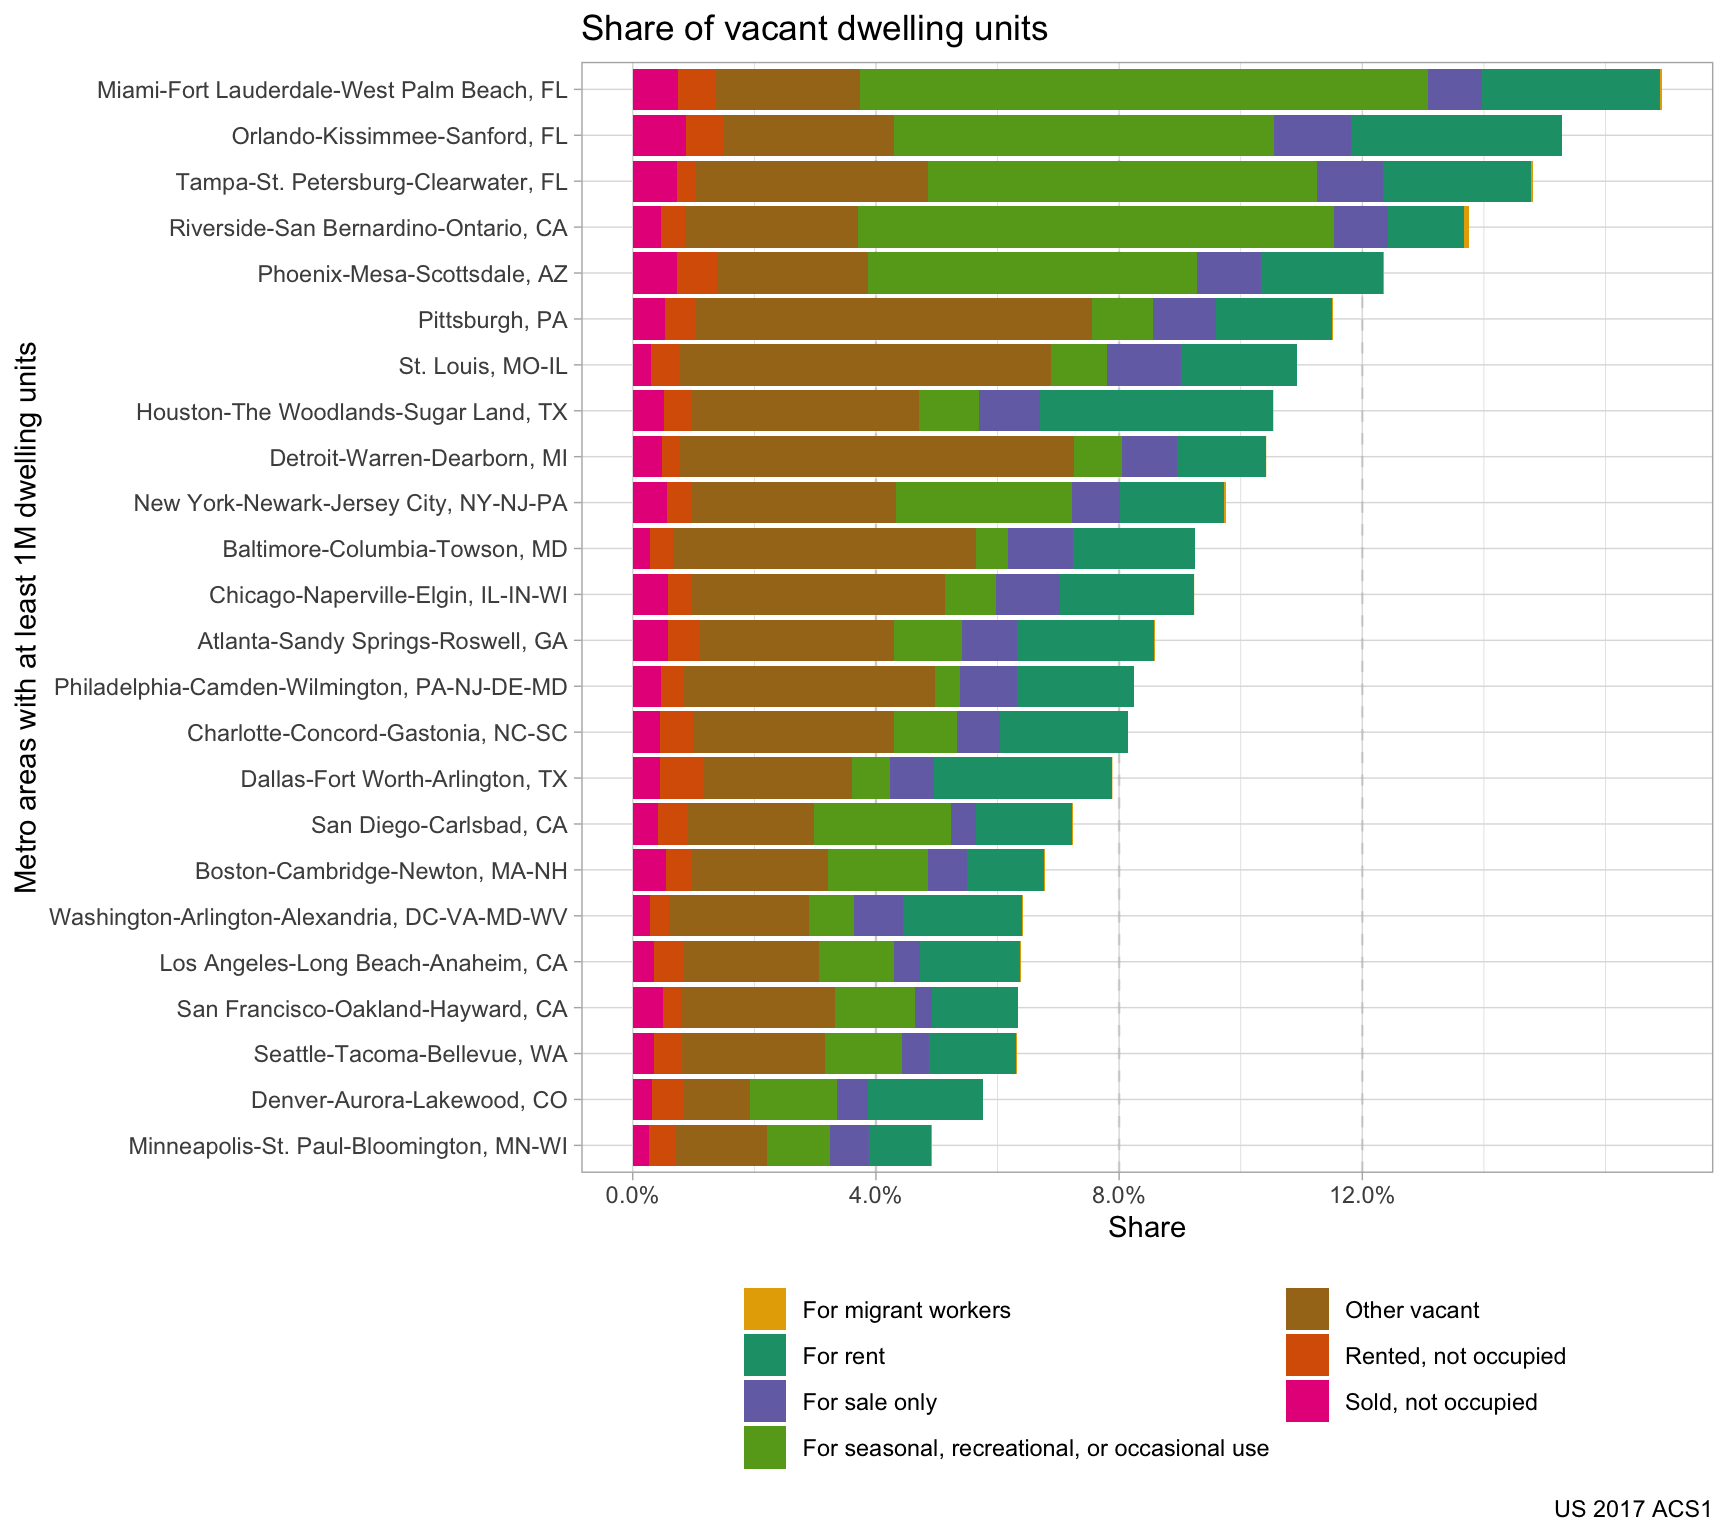 Share of vacant dwelling units
Metro areas with at least 1M dwelling units
Miami-Fort Lauderdale-West Palm Beach, FL
Orlando-Kissimmee-Sanford, FL
Tampa-St. Petersburg-Clearwater, FL
Riverside-San Bernardino-Ontario, CA
Phoenix-Mesa-Scottsdale, AZ
Pittsburgh, PA
St. Louis, MO-IL
Houston-The Woodlands-Sugar Land, TX
Detroit-Warren-Dearborn, MI
New York-Newark-Jersey City, NY-NJ-PA
Baltimore-Columbia-Towson, MD
Chicago-Naperville-Elgin, IL-IN-WI
Atlanta-Sandy Springs-Roswell, GA
Philadelphia-Camden-Wilmington, PA-NJ-DE-MD
Charlotte-Concord-Gastonia, NC-SC
Dallas-Fort Worth-Arlington, TX
San Diego-Carlsbad, CA
Boston-Cambridge-Newton, MA-NH
Washington-Arlington-Alexandria, DC-VA-MD-WV
Los Angeles-Long Beach-Anaheim, CA
San Francisco-Oakland-Hayward, CA
Seattle-Tacoma-Bellevue, WA
Denver-Aurora-Lakewood, CO
Minneapolis-St. Paul-Bloomington, MN-WI
0.0% 4.0% 8.0% 12.0%
Share
For migrant workers
For rent
For sale only
For seasonal, recreational, or occasional use
Other vacant
Rented, not occupied
Sold, not occupied
US 2017 ACS1